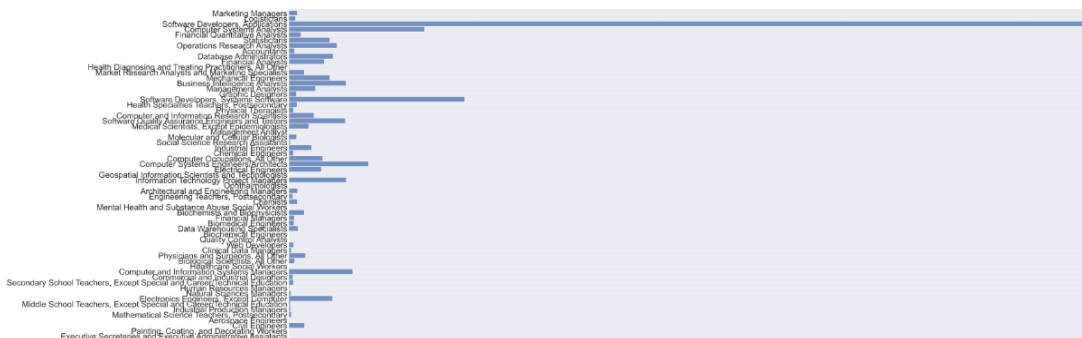 Marketing Managers
Logisticians
Software Developers, Applications
Computer Systems Analysts
Financial Quantitative Analysts
Statisticians
Operations Research Analysts
Accountants
Database Administrators
Financial Analysts
Health Diagnosing and Treating Practitioners, All Other
Market Research Analysts and Marketing Specialists
Mechanical Engineers
Business Intelligence Analysts
Management Analysts
Graphic Designers
Software Developers, Systems Software
Health Specialties Teachers, Postsecondary
Physical Therapists
Computer and Information Research Scientists
Software Quality Assurance Engineers and Testers
Medical Scientists, Except Epidemiologists
Management Analyst
Molecular and Cellular Biologists
Social Science Research Assistants
Industrial Engineers
Chemical Engineers
Computer Occupations, All Other
Computer Systems Engineers/Architects
Electrical Engineers
Geospatial Information Scientists and Technologists
Information Technology Project Managers
Ophthalmologists
Architectural and Engineering Managers
Engineering Teachers, Postsecondary
Chemists
Mental Health and Substance Abuse Social Workers
Biochemists and Biophysicists
Financial Managers
Biomedical Engineers
Data Warehousing Specialists
Biochemical Engineers
Quality Control Analysts
Web Developers
Clinical Data Managers
Physicians and Surgeons, All Other
Biological Scientists, All Other
Healthcare Social Workers
Computer and Information Systems Managers
Commercial and Industrial Designers
Secondary School Teachers, Except Special and Career/Technical Education
Human Resources Managers
Natural Sciences Managers
Electronics Engineers, Except Computer
Middle School Teachers, Except Special and Career/Technical Education
Industrial Production Managers
Mathematical Science Teachers, Postsecondary
Aerospace Engineers
Civil Engineers
Painting, Coating, and Decorating Workers
Executive Secretaries and Executive Administrative Assistants